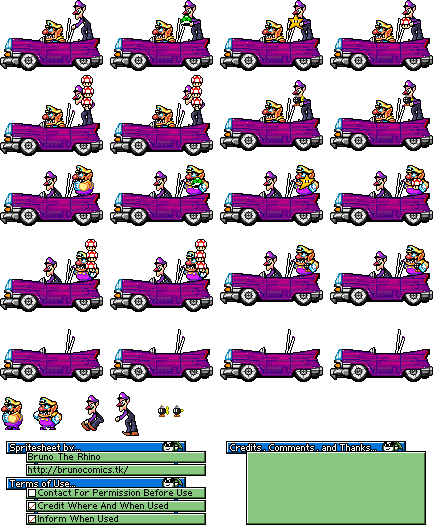 Spritesheet by...
Bruno The Rhino
http://brunocomics.tk/
Terms of Use...
Contact For Permission Before Use
Credit Where And When Used
Inform When Used
Credits, Comments, and Thanks...